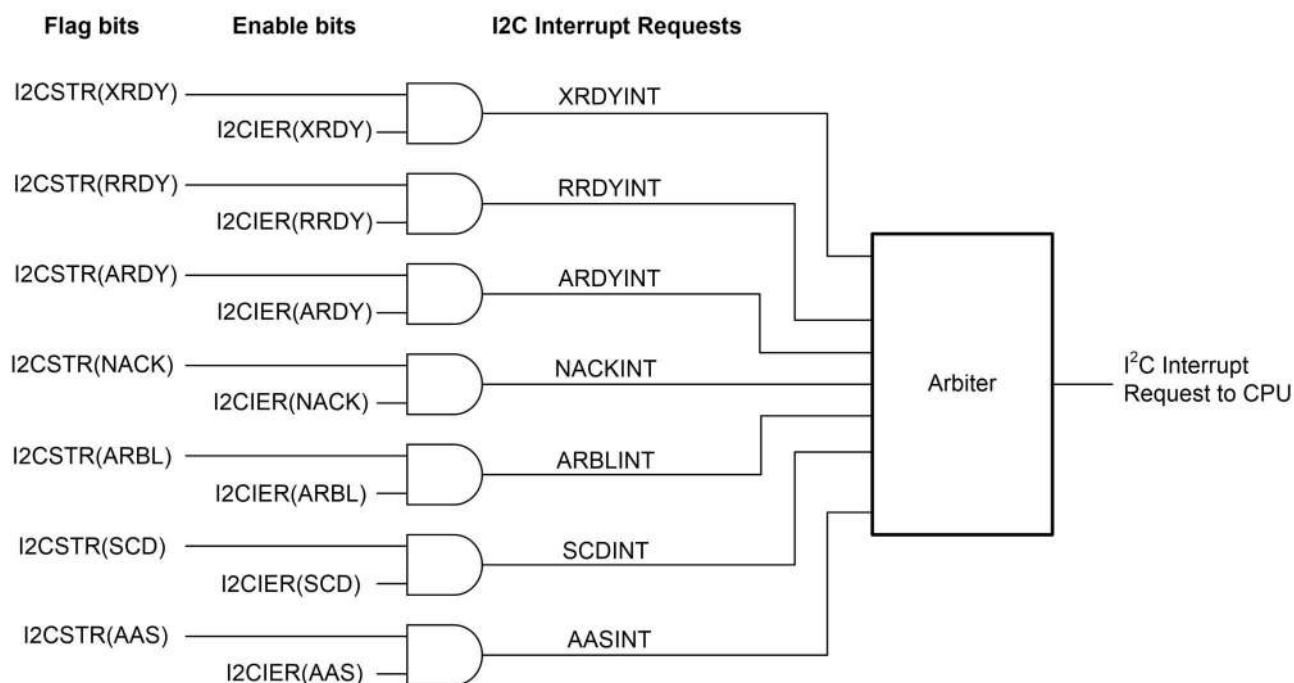 Flag bits Enable bits I2C Interrupt Requests
I2CSTR(XRDY)
XRDYINT
I2CIER(XRDY)
I2CSTR(RRDY)
RRDYINT
I2CIER(RRDY)
I2CSTR(ARDY)
ARDYINT
I2CIER(ARDY)
I2CSTR(NACK)
NACKINT
I2CIER(NACK)
I2CSTR(ARBL)
ARBLINT
I2CIER(ARBL)
I2CSTR(SCD)
SCDINT
I2CIER(SCD)
I2CSTR(AAS)
AASINT
I2CIER(AAS)
Arbiter
I²C Interrupt
Request to CPU